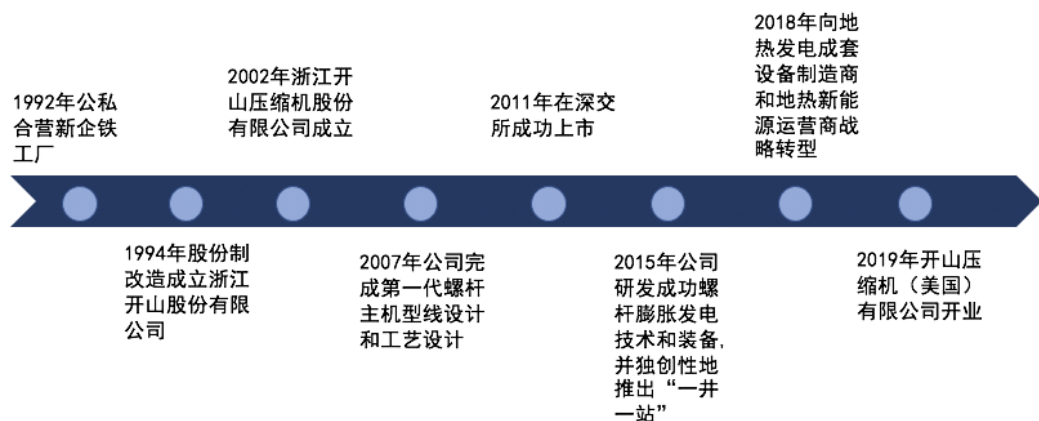 1992年公私
合营新企铁
工厂
1994年股份制
改造成立浙江
开山股份有限
公司
2002年浙江开
山压缩机股份
有限公司成立
2007年公司完
成第一代螺杆
主机型线设计
和工艺设计
2011年在深交
所成功上市
2015年公司
研发成功螺
杆膨胀发电
技术和装备,
并独创性地
推出“一井
一站”
2018年向地
热发电成套
设备制造商
和地热新能
源运营商战
略转型
2019年开山压
缩机（美国）
有限公司开业